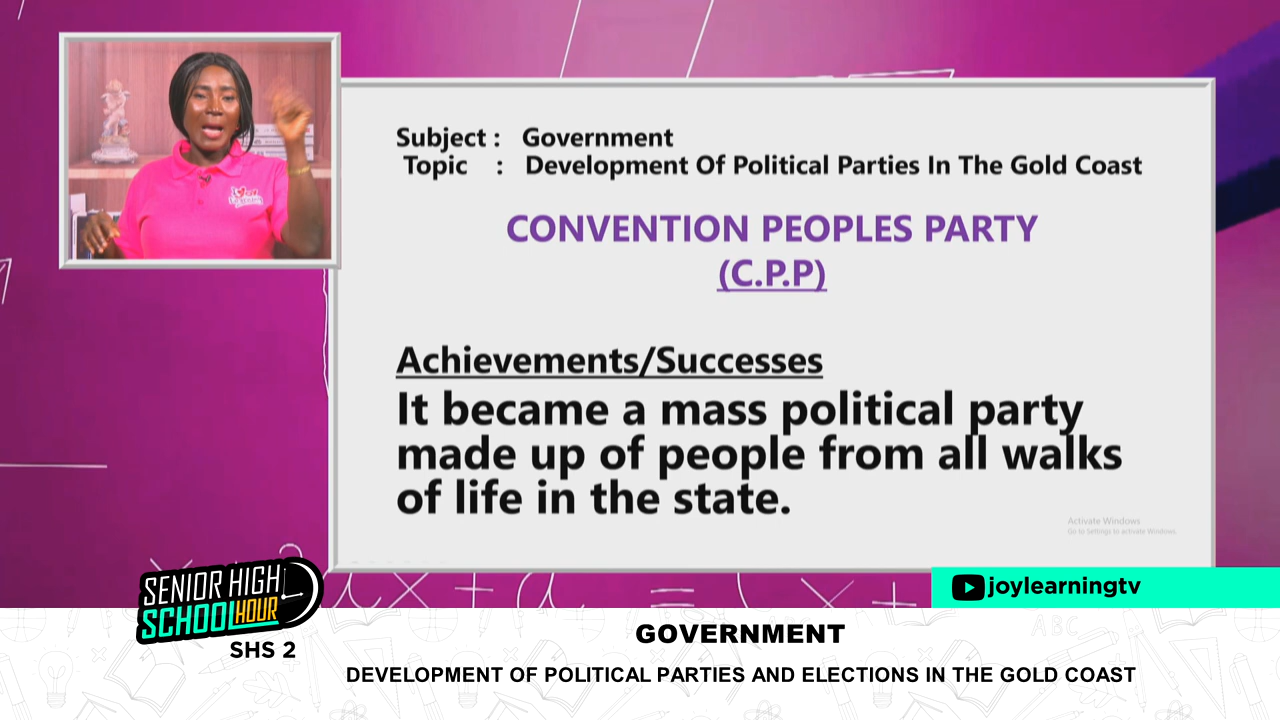 Subject : Government
Topic : Development Of Political Parties In The Gold Coast
CONVENTION PEOPLES PARTY
(C.P.P)
Achievements/Successes
It became a mass political party
made up of people from all walks
of life in the state.
Activate Windows
Go to Settings to activate Windows.
SENIOR HIGH
SCHOOL HOUR
SHS 2
joylearningtv
ABC
GOVERNMENT
DEVELOPMENT OF POLITICAL PARTIES AND ELECTIONS IN THE GOLD COAST